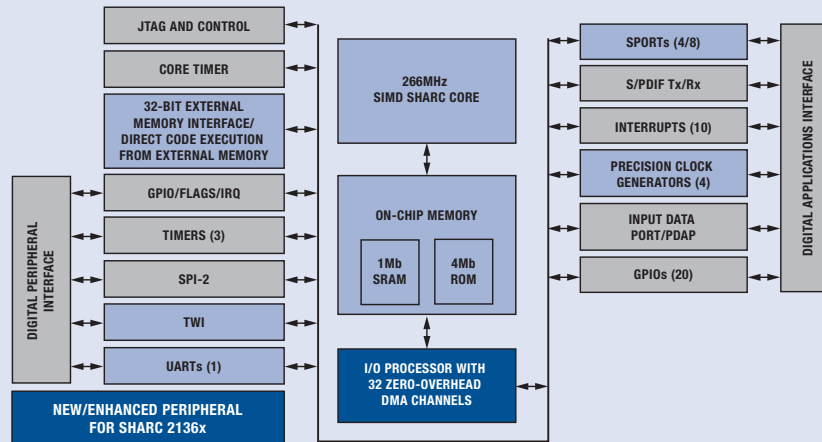 JTAG AND CONTROL
CORE TIMER
32-BIT EXTERNAL
MEMORY INTERFACE/
DIRECT CODE EXECUTION
FROM EXTERNAL MEMORY
DIGITAL PERIPHERAL
INTERFACE
GPIO/FLAGS/IRQ
TIMERS (3)
SPI-2
TWI
UARTs (1)
NEW/ENHANCED PERIPHERAL
FOR SHARC 2136x
266MHz
SIMD SHARC CORE
ON-CHIP MEMORY
1Mb
SRAM
4Mb
ROM
I/O PROCESSOR WITH
32 ZERO-OVERHEAD
DMA CHANNELS
SPORTs (4/8)
S/PDIF Tx/Rx
INTERRUPTS (10)
PRECISION CLOCK
GENERATORS (4)
INPUT DATA
PORT/PDAP
GPIOs (20)
DIGITAL APPLICATIONS INTERFACE